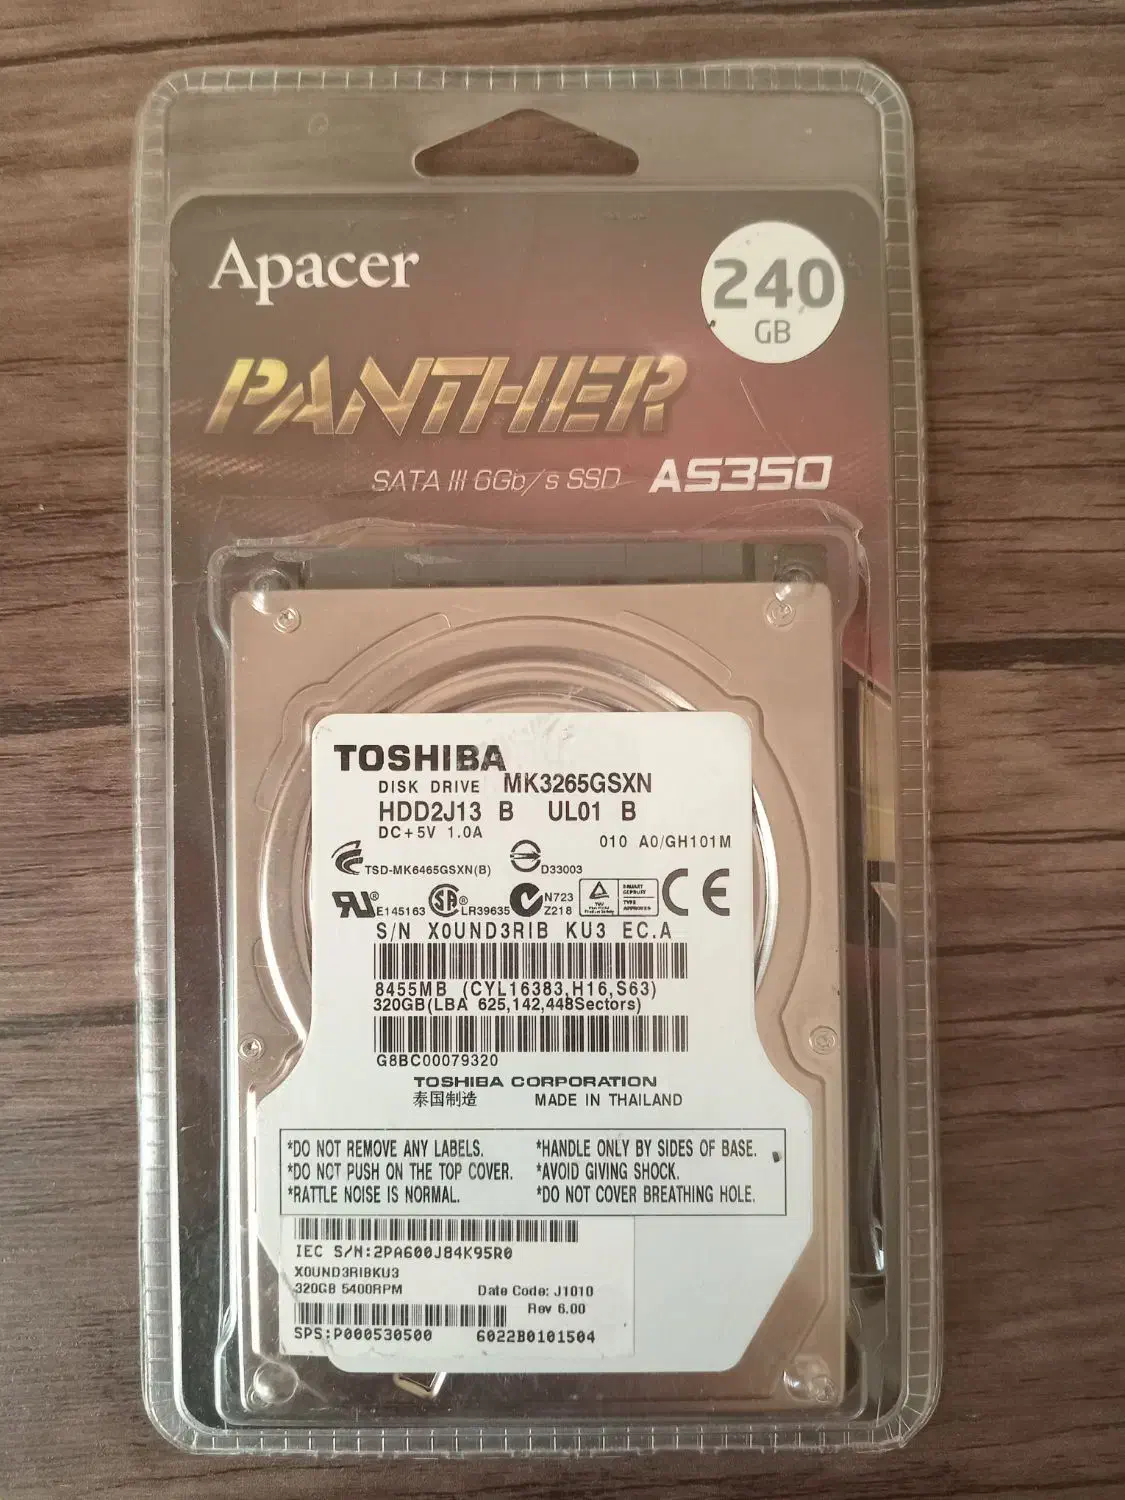 Apacer
240
GB
PANTHER
SATA III 6Gb/s SSD AS350
TOSHIBA
DISK DRIVE MK3265GSXN
HDD2J13 B UL01 B
DC+5V 1.0A
010 A0/GH101M
TSD-MK6465GSXN(B) D33003
E145163 LR39635 N723
Z218
CE
S/N X0UND3RIB KU3 EC.A
8455MB (CYL16383,H16,S63)
320GB(LBA 625,142,448Sectors)
G8BC00079320
TOSHIBA CORPORATION
泰国制造 MADE IN THAILAND
*DO NOT REMOVE ANY LABELS. *HANDLE ONLY BY SIDES OF BASE.
*DO NOT PUSH ON THE TOP COVER. *AVOID GIVING SHOCK.
*RATTLE NOISE IS NORMAL. *DO NOT COVER BREATHING HOLE.
IEC S/N:2PA600J84K95R0
X0UND3RIBKU3
320GB 5400RPM Date Code: J1010
Rev 6.00
SPS:P000530500 6022B0101504